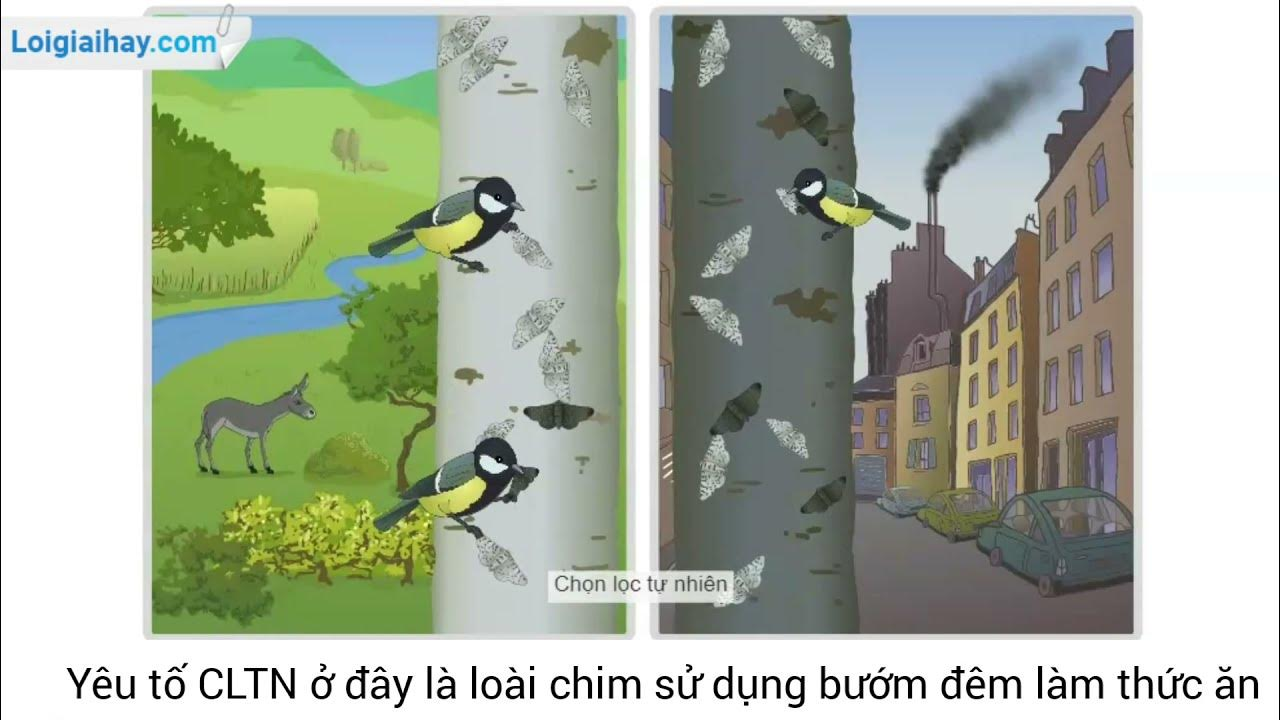 Loigiaihay.com
Chọn lọc tự nhiên
Yêu tố CLTN ở đây là loài chim sử dụng bướm đêm làm thức ăn